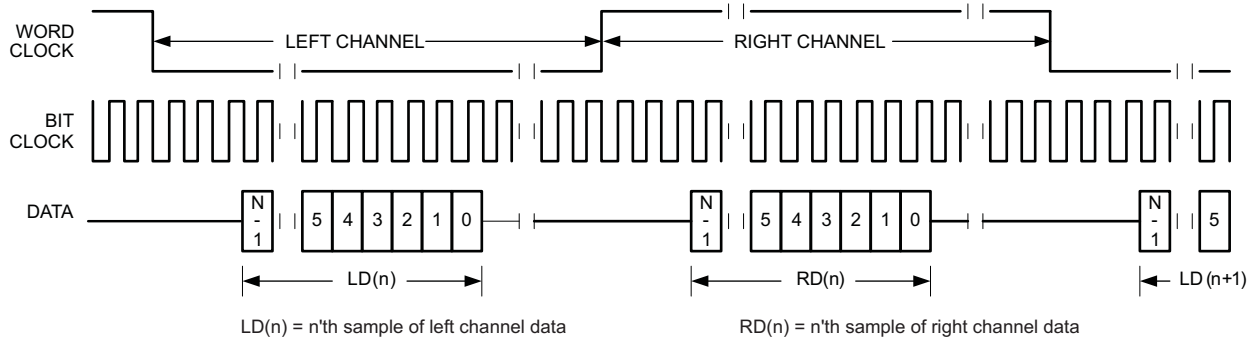 WORD
CLOCK
LEFT CHANNEL
RIGHT CHANNEL
BIT
CLOCK
DATA
N
-
1
5 4 3 2 1 0
N
-
1
5 4 3 2 1 0
N
-
1
5
LD(n)
RD(n)
LD (n+1)
LD(n) = n'th sample of left channel data
RD(n) = n'th sample of right channel data